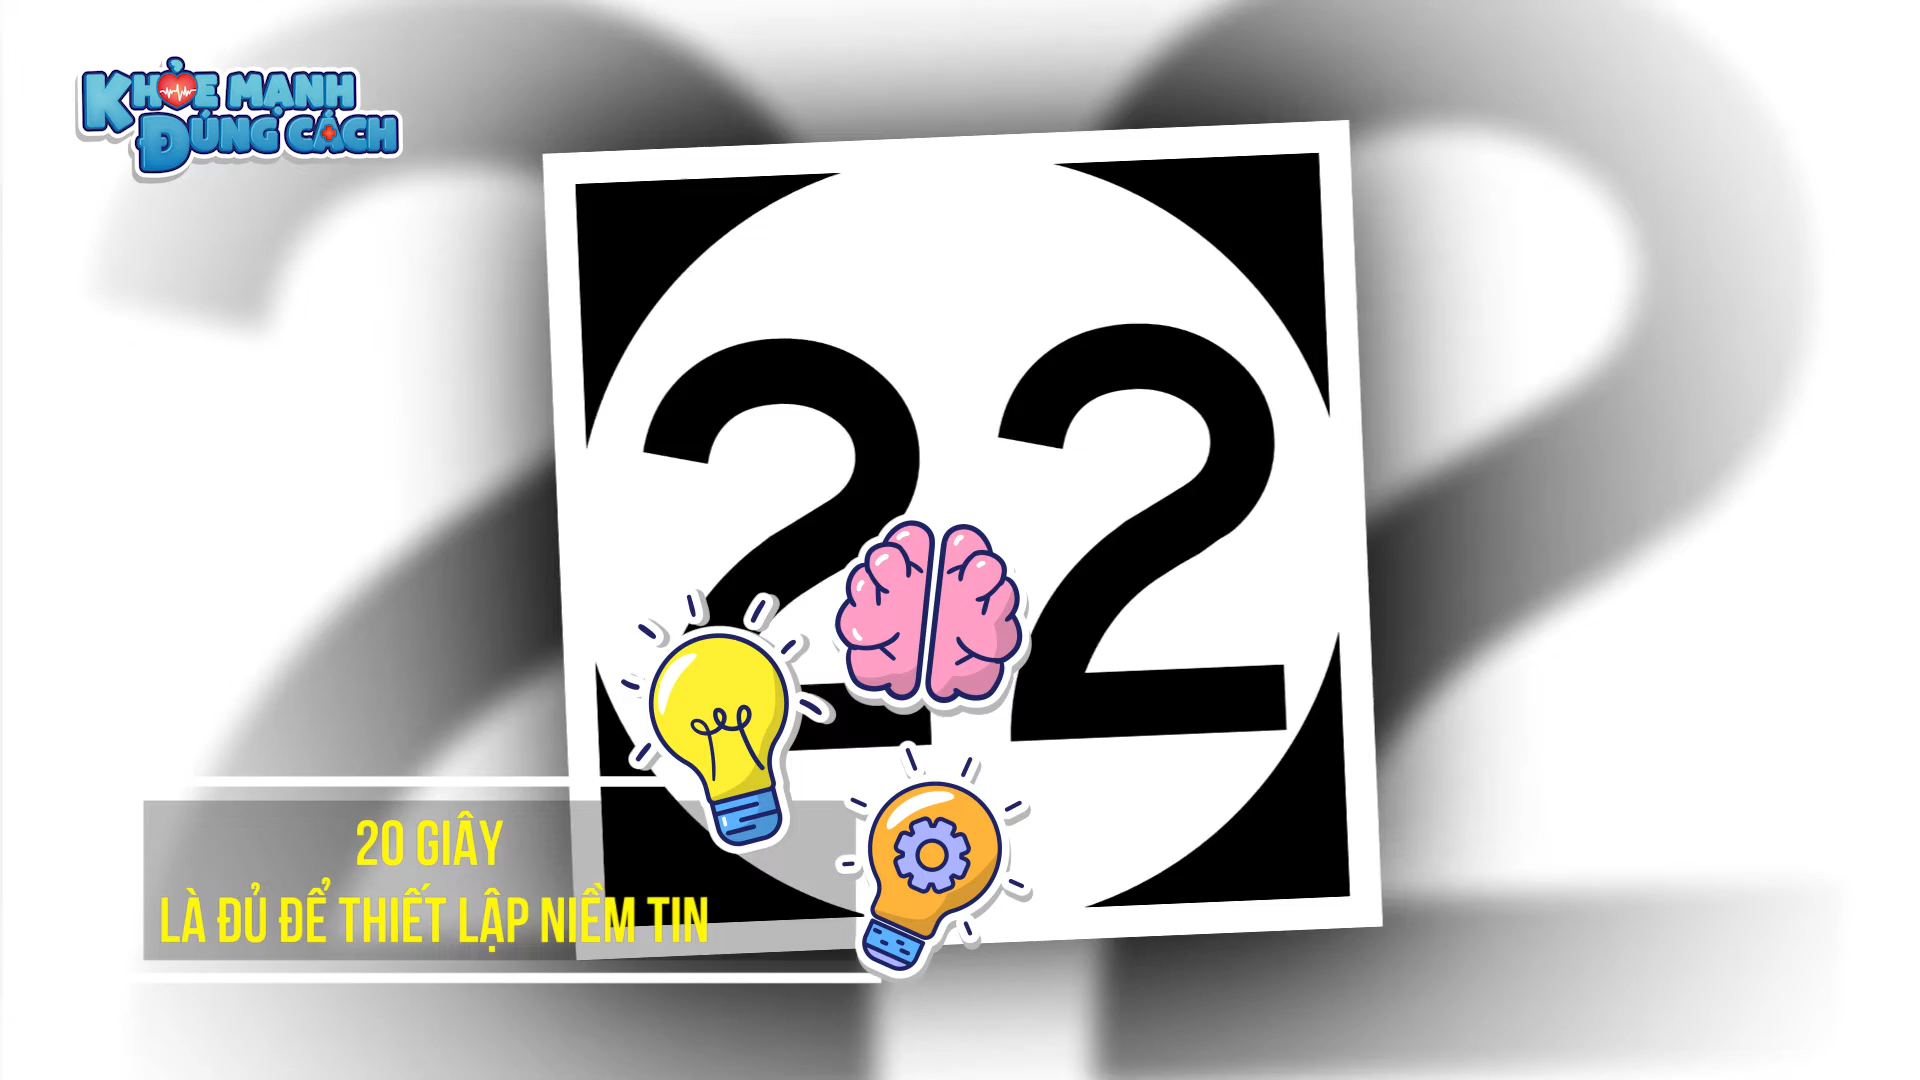 KHỎE MẠNH
ĐÚNG CÁCH
22
20 GIÂY
LÀ ĐỦ ĐỂ THIẾT LẬP NIỀM TIN